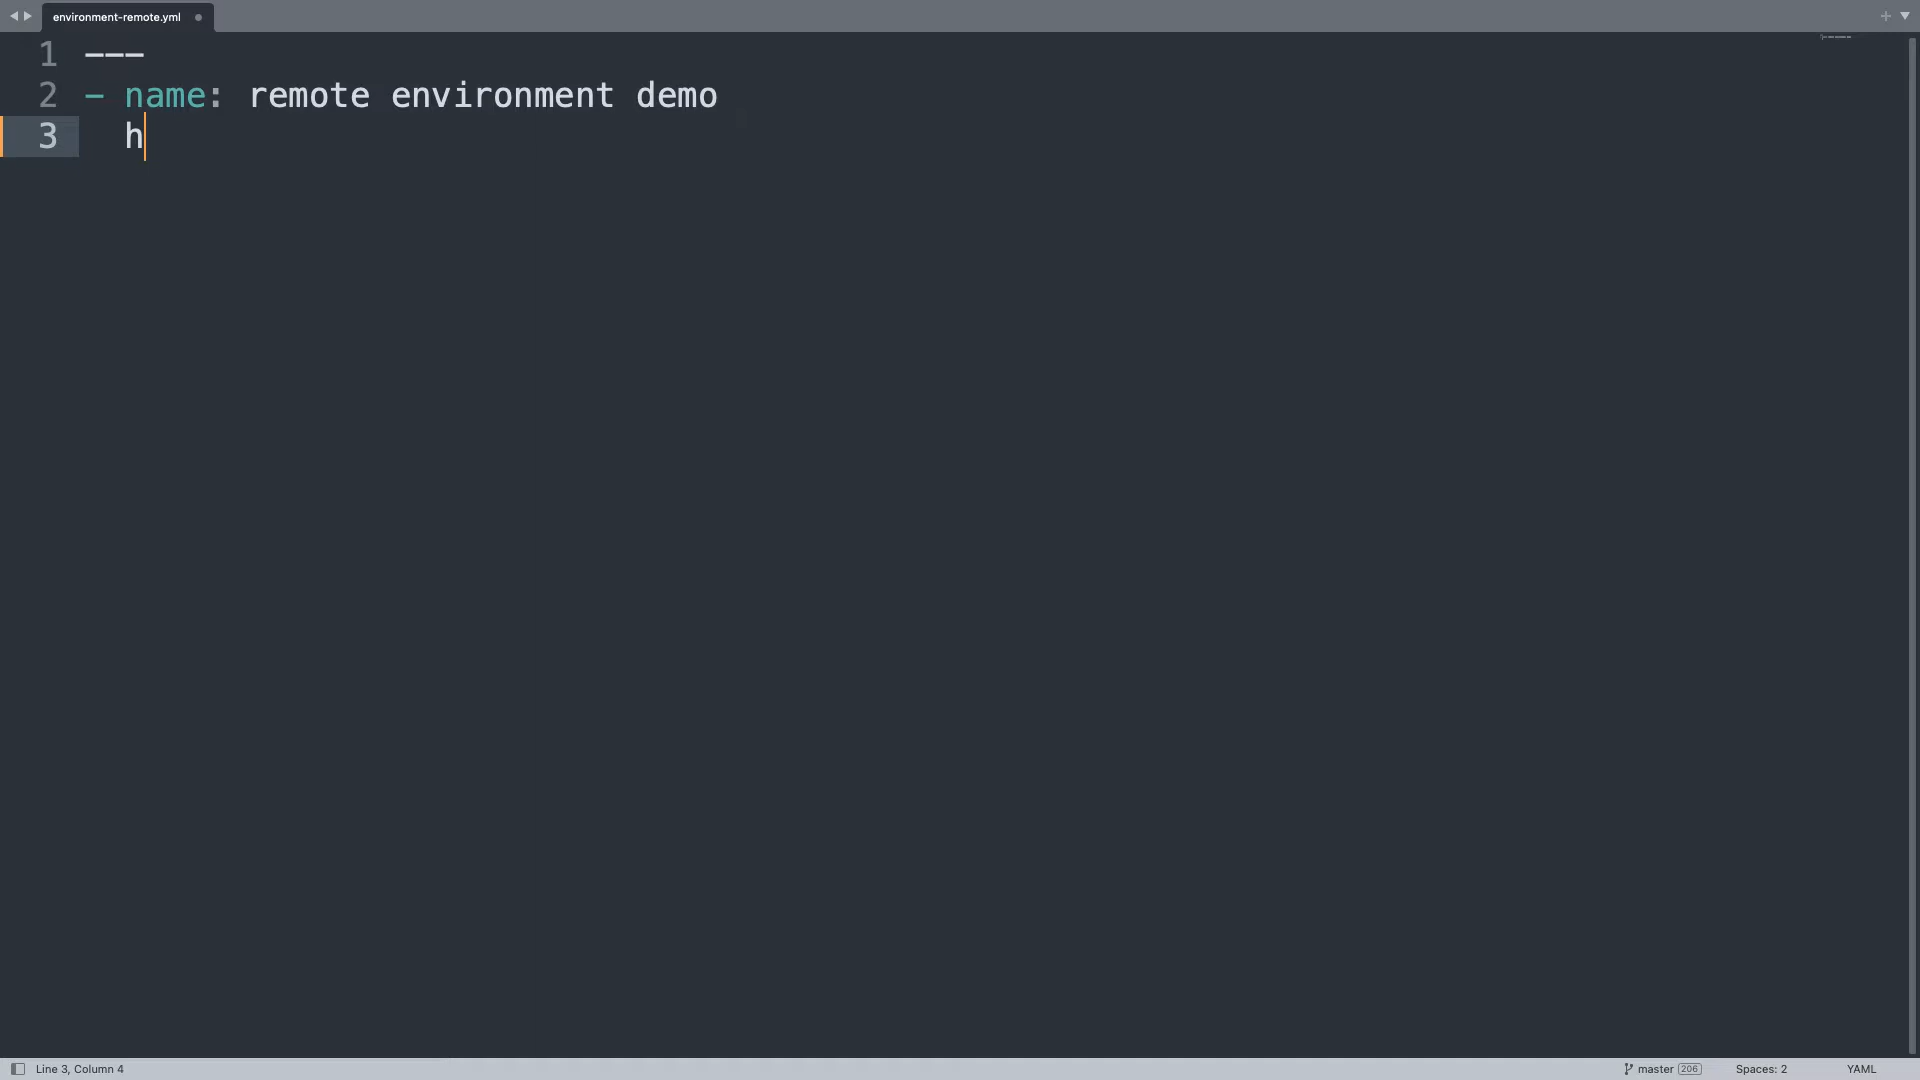 environment-remote.yml
1 ---
2 - name: remote environment demo
3   h
Line 3, Column 4
master 206
Spaces: 2
YAML